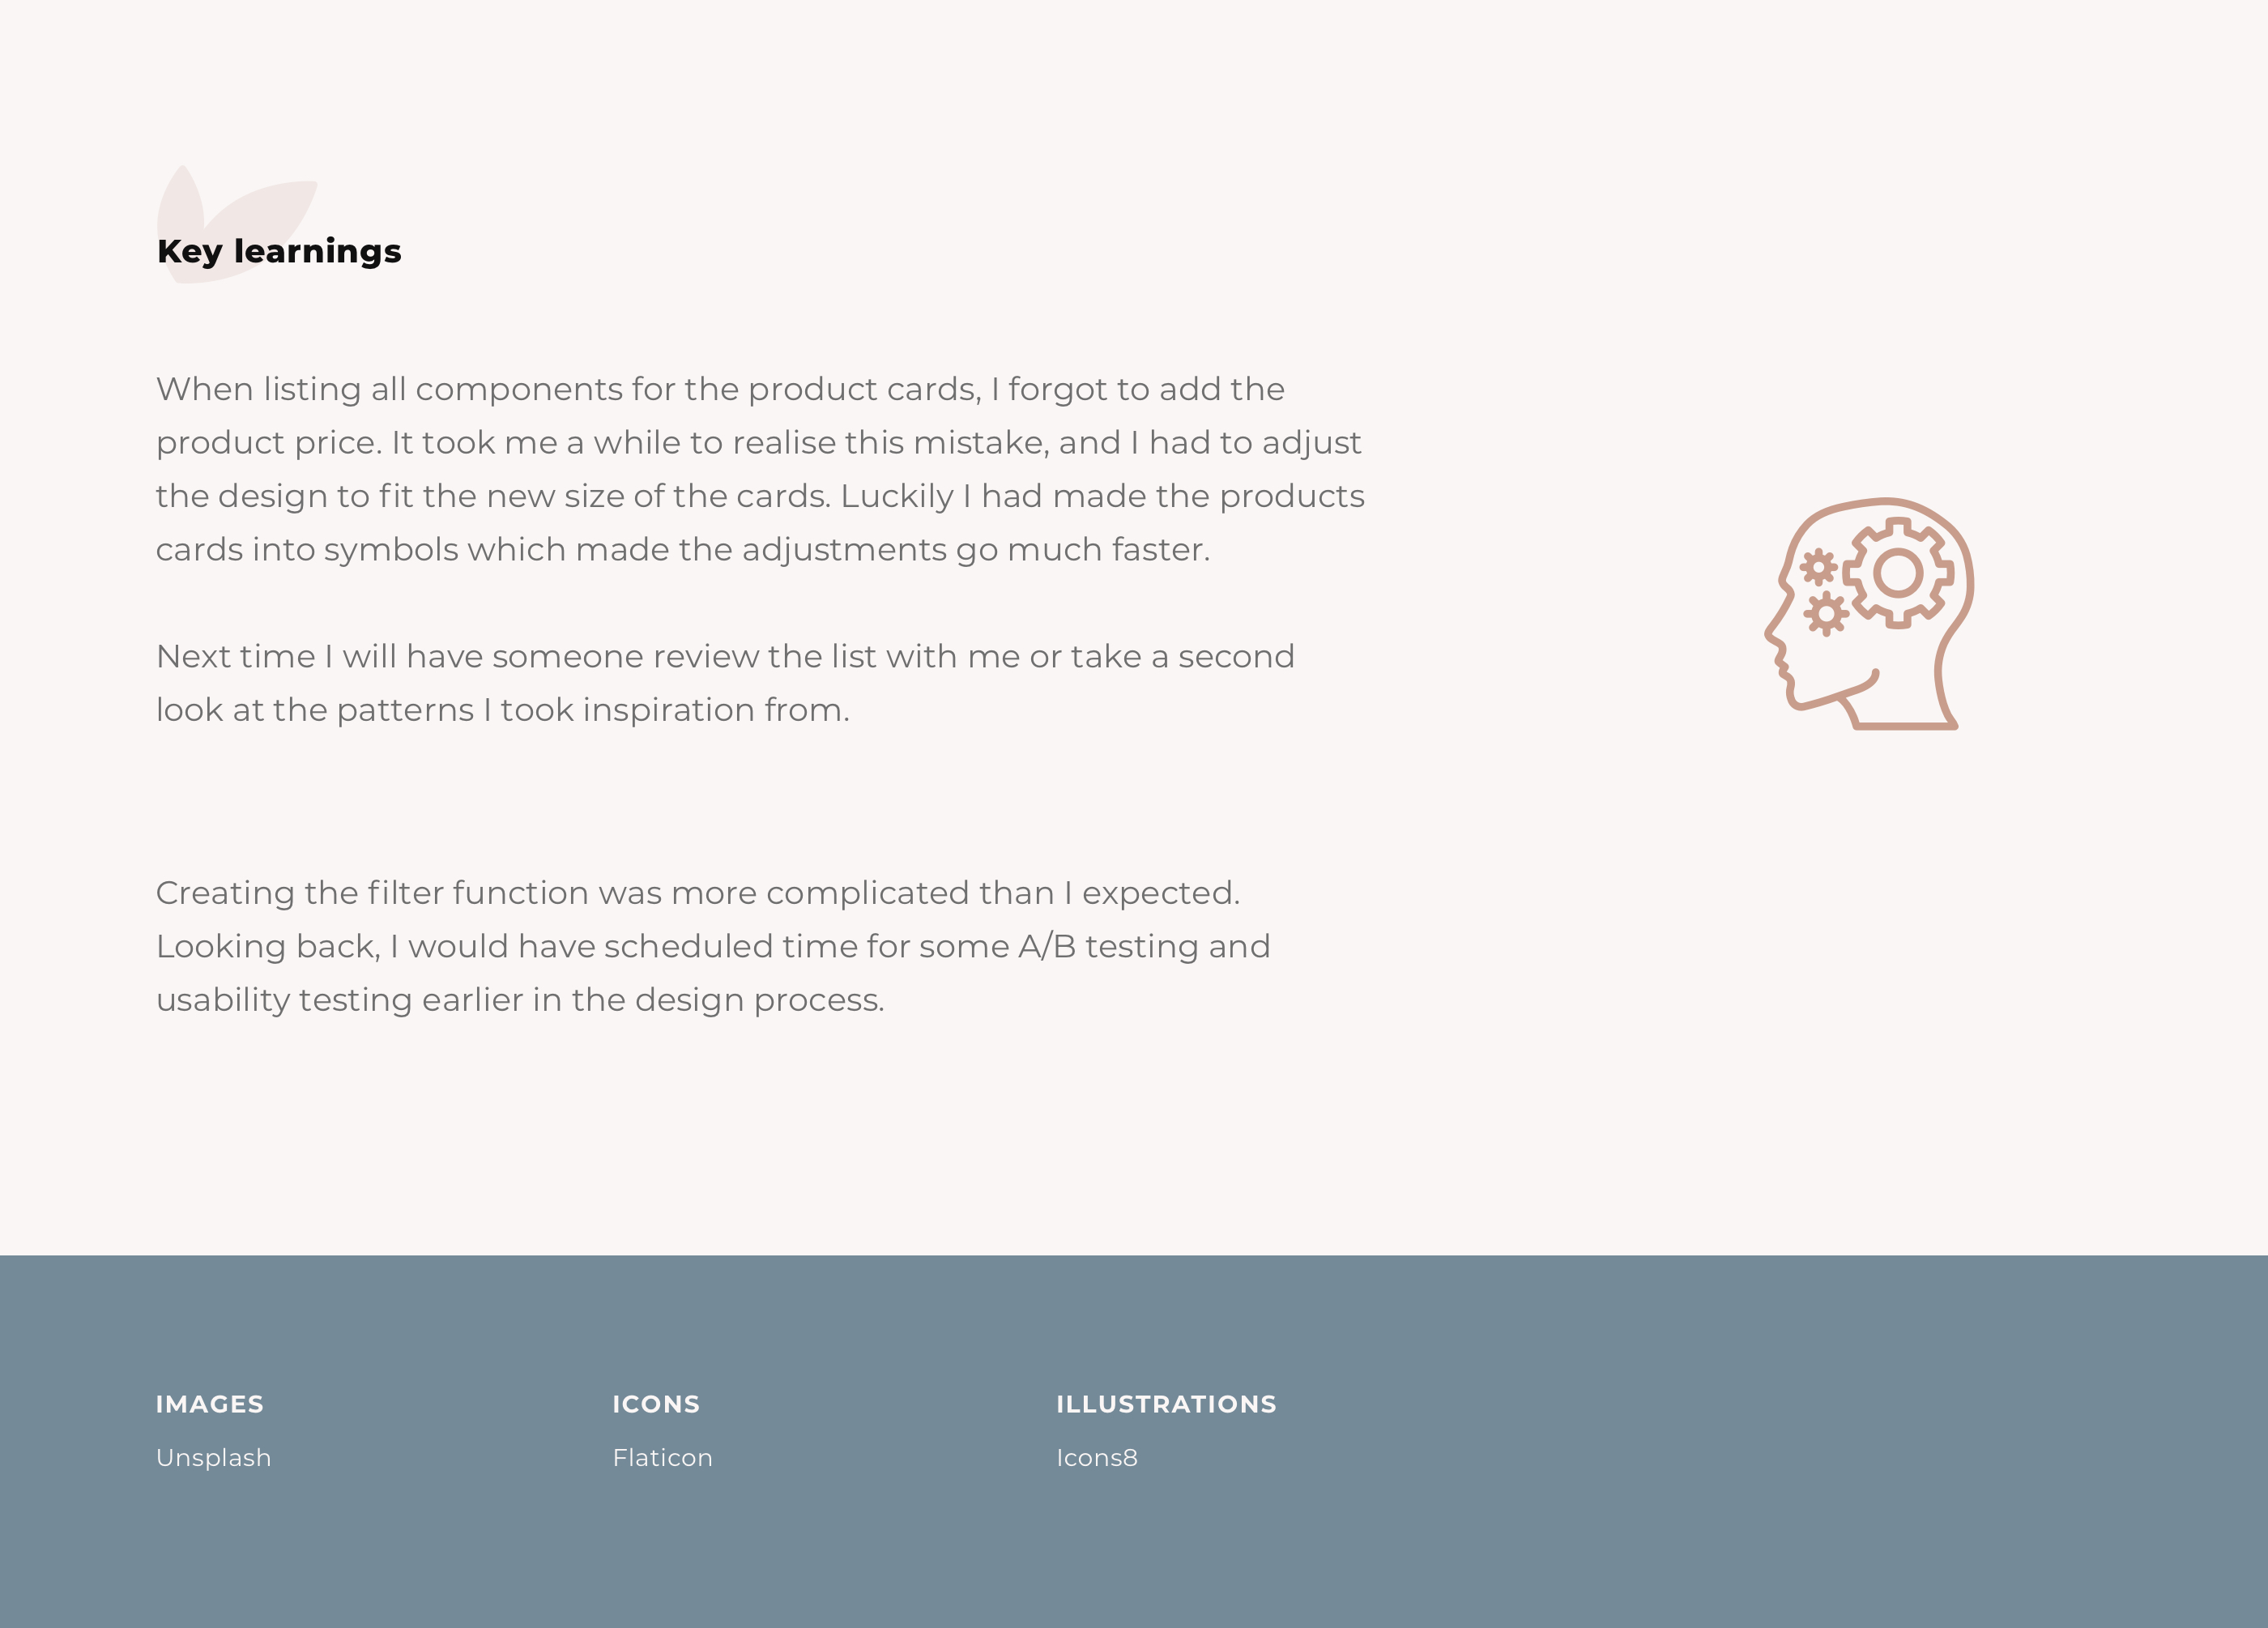 Key learnings
When listing all components for the product cards, I forgot to add the
product price. It took me a while to realise this mistake, and I had to adjust
the design to fit the new size of the cards. Luckily I had made the products
cards into symbols which made the adjustments go much faster.
Next time I will have someone review the list with me or take a second
look at the patterns I took inspiration from.
Creating the filter function was more complicated than I expected.
Looking back, I would have scheduled time for some A/B testing and
usability testing earlier in the design process.
IMAGES
Unsplash
ICONS
Flaticon
ILLUSTRATIONS
Icons8